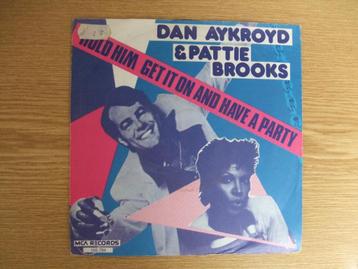 DAN AYKROYD
& PATTIE
BROOKS
HOLD HIM GET IT ON AND HAVE A PARTY
MCA RECORDS